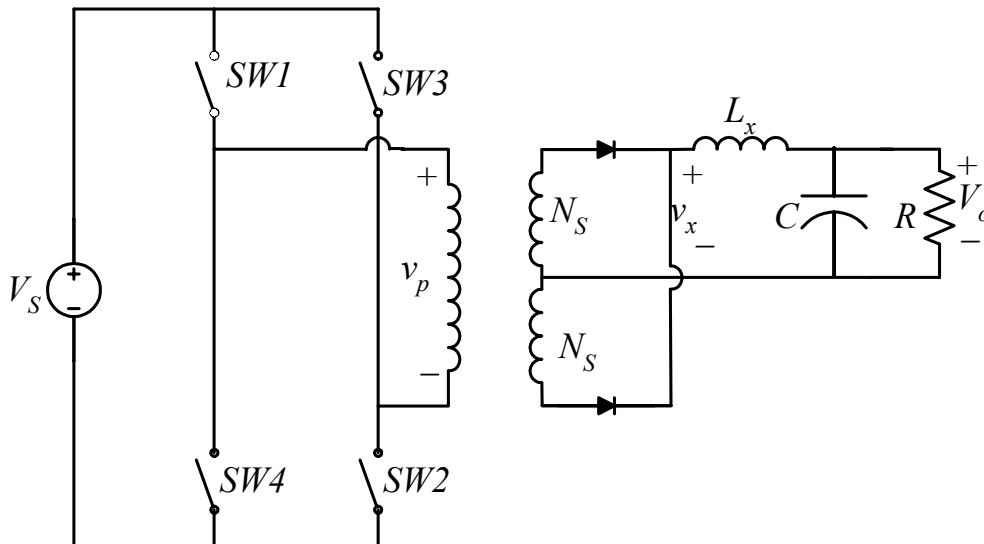 SW1
SW3
L_x
+
+
+
N_S
v_x
C
R
V_o
V_S
+
−
v_p
−
−
−
N_S
SW4
SW2